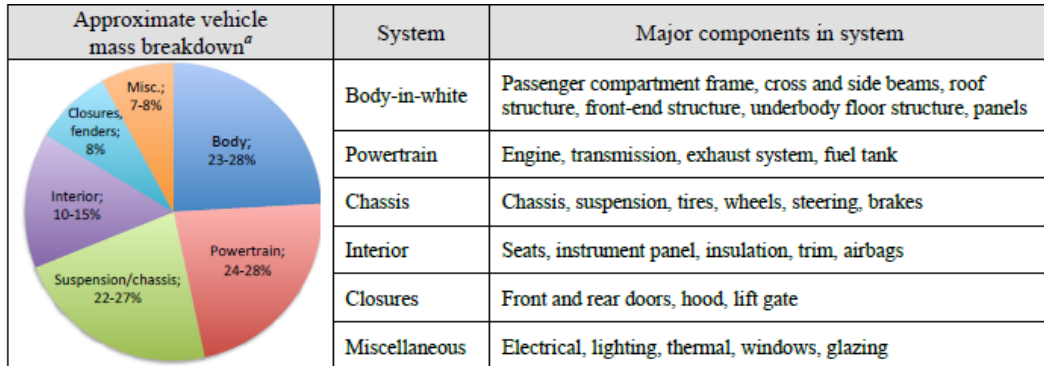 Approximate vehicle
mass breakdownᵃ
System
Major components in system
Misc.;
7-8%
Closures,
fenders;
8%
Body;
23-28%
Interior;
10-15%
Powertrain;
24-28%
Suspension/chassis;
22-27%
Body-in-white
Passenger compartment frame, cross and side beams, roof
structure, front-end structure, underbody floor structure, panels
Powertrain
Engine, transmission, exhaust system, fuel tank
Chassis
Chassis, suspension, tires, wheels, steering, brakes
Interior
Seats, instrument panel, insulation, trim, airbags
Closures
Front and rear doors, hood, lift gate
Miscellaneous
Electrical, lighting, thermal, windows, glazing